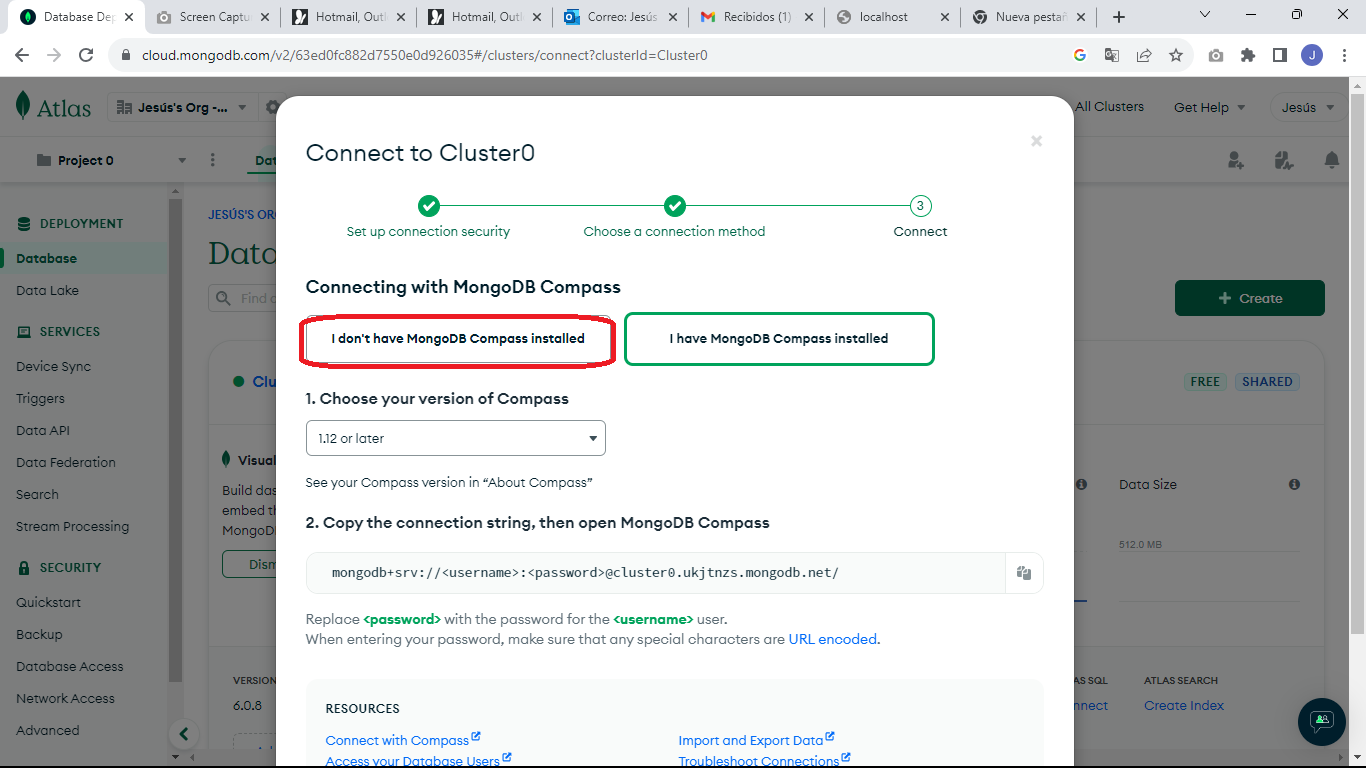 Database Dep
Screen Captu
Hotmail, Outl
Hotmail, Outl
Correo: Jesús
Recibidos (1)
localhost
Nueva pestañ
cloud.mongodb.com/v2/63ed0fc882d7550e0d926035#/clusters/connect?clusterId=Cluster0
J
Atlas
Jesús's Org -...
All Clusters
Get Help
Jesús
Project 0
Dat
Connect to Cluster0
3
Set up connection security
Choose a connection method
Connect
DEPLOYMENT
Database
Data Lake
SERVICES
Device Sync
Triggers
Data API
Data Federation
Search
Stream Processing
SECURITY
Quickstart
Backup
Database Access
Network Access
Advanced
JESÚS'S ORG
Data
Find
+ Create
Connecting with MongoDB Compass
I don't have MongoDB Compass installed
I have MongoDB Compass installed
Clu
FREE
SHARED
1. Choose your version of Compass
1.12 or later
See your Compass version in “About Compass”
Visual
Build das
embed th
MongoDB
Dism
Data Size
512.0 MB
2. Copy the connection string, then open MongoDB Compass
mongodb+srv://<username>:<password>@cluster0.ukjtnzs.mongodb.net/
Replace <password> with the password for the <username> user.
When entering your password, make sure that any special characters are URL encoded.
VERSION
6.0.8
AS SQL
nnect
ATLAS SEARCH
Create Index
RESOURCES
Connect with Compass
Import and Export Data
Access your Database Users
Troubleshoot Connections